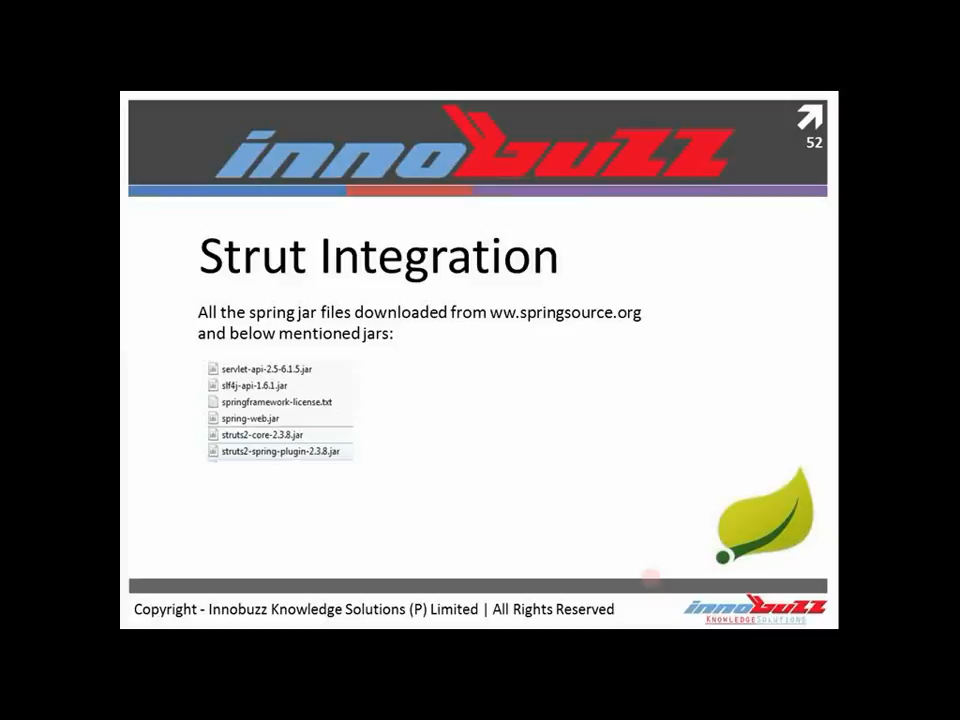 innobuzz
52
Strut Integration
All the spring jar files downloaded from ww.springsource.org
and below mentioned jars:
servlet-api-2.5-6.1.5.jar
slf4j-api-1.6.1.jar
springframework-license.txt
spring-web.jar
struts2-core-2.3.8.jar
struts2-spring-plugin-2.3.8.jar
Copyright - Innobuzz Knowledge Solutions (P) Limited | All Rights Reserved
innobuzz
KNOWLEDGESOLUTIONS